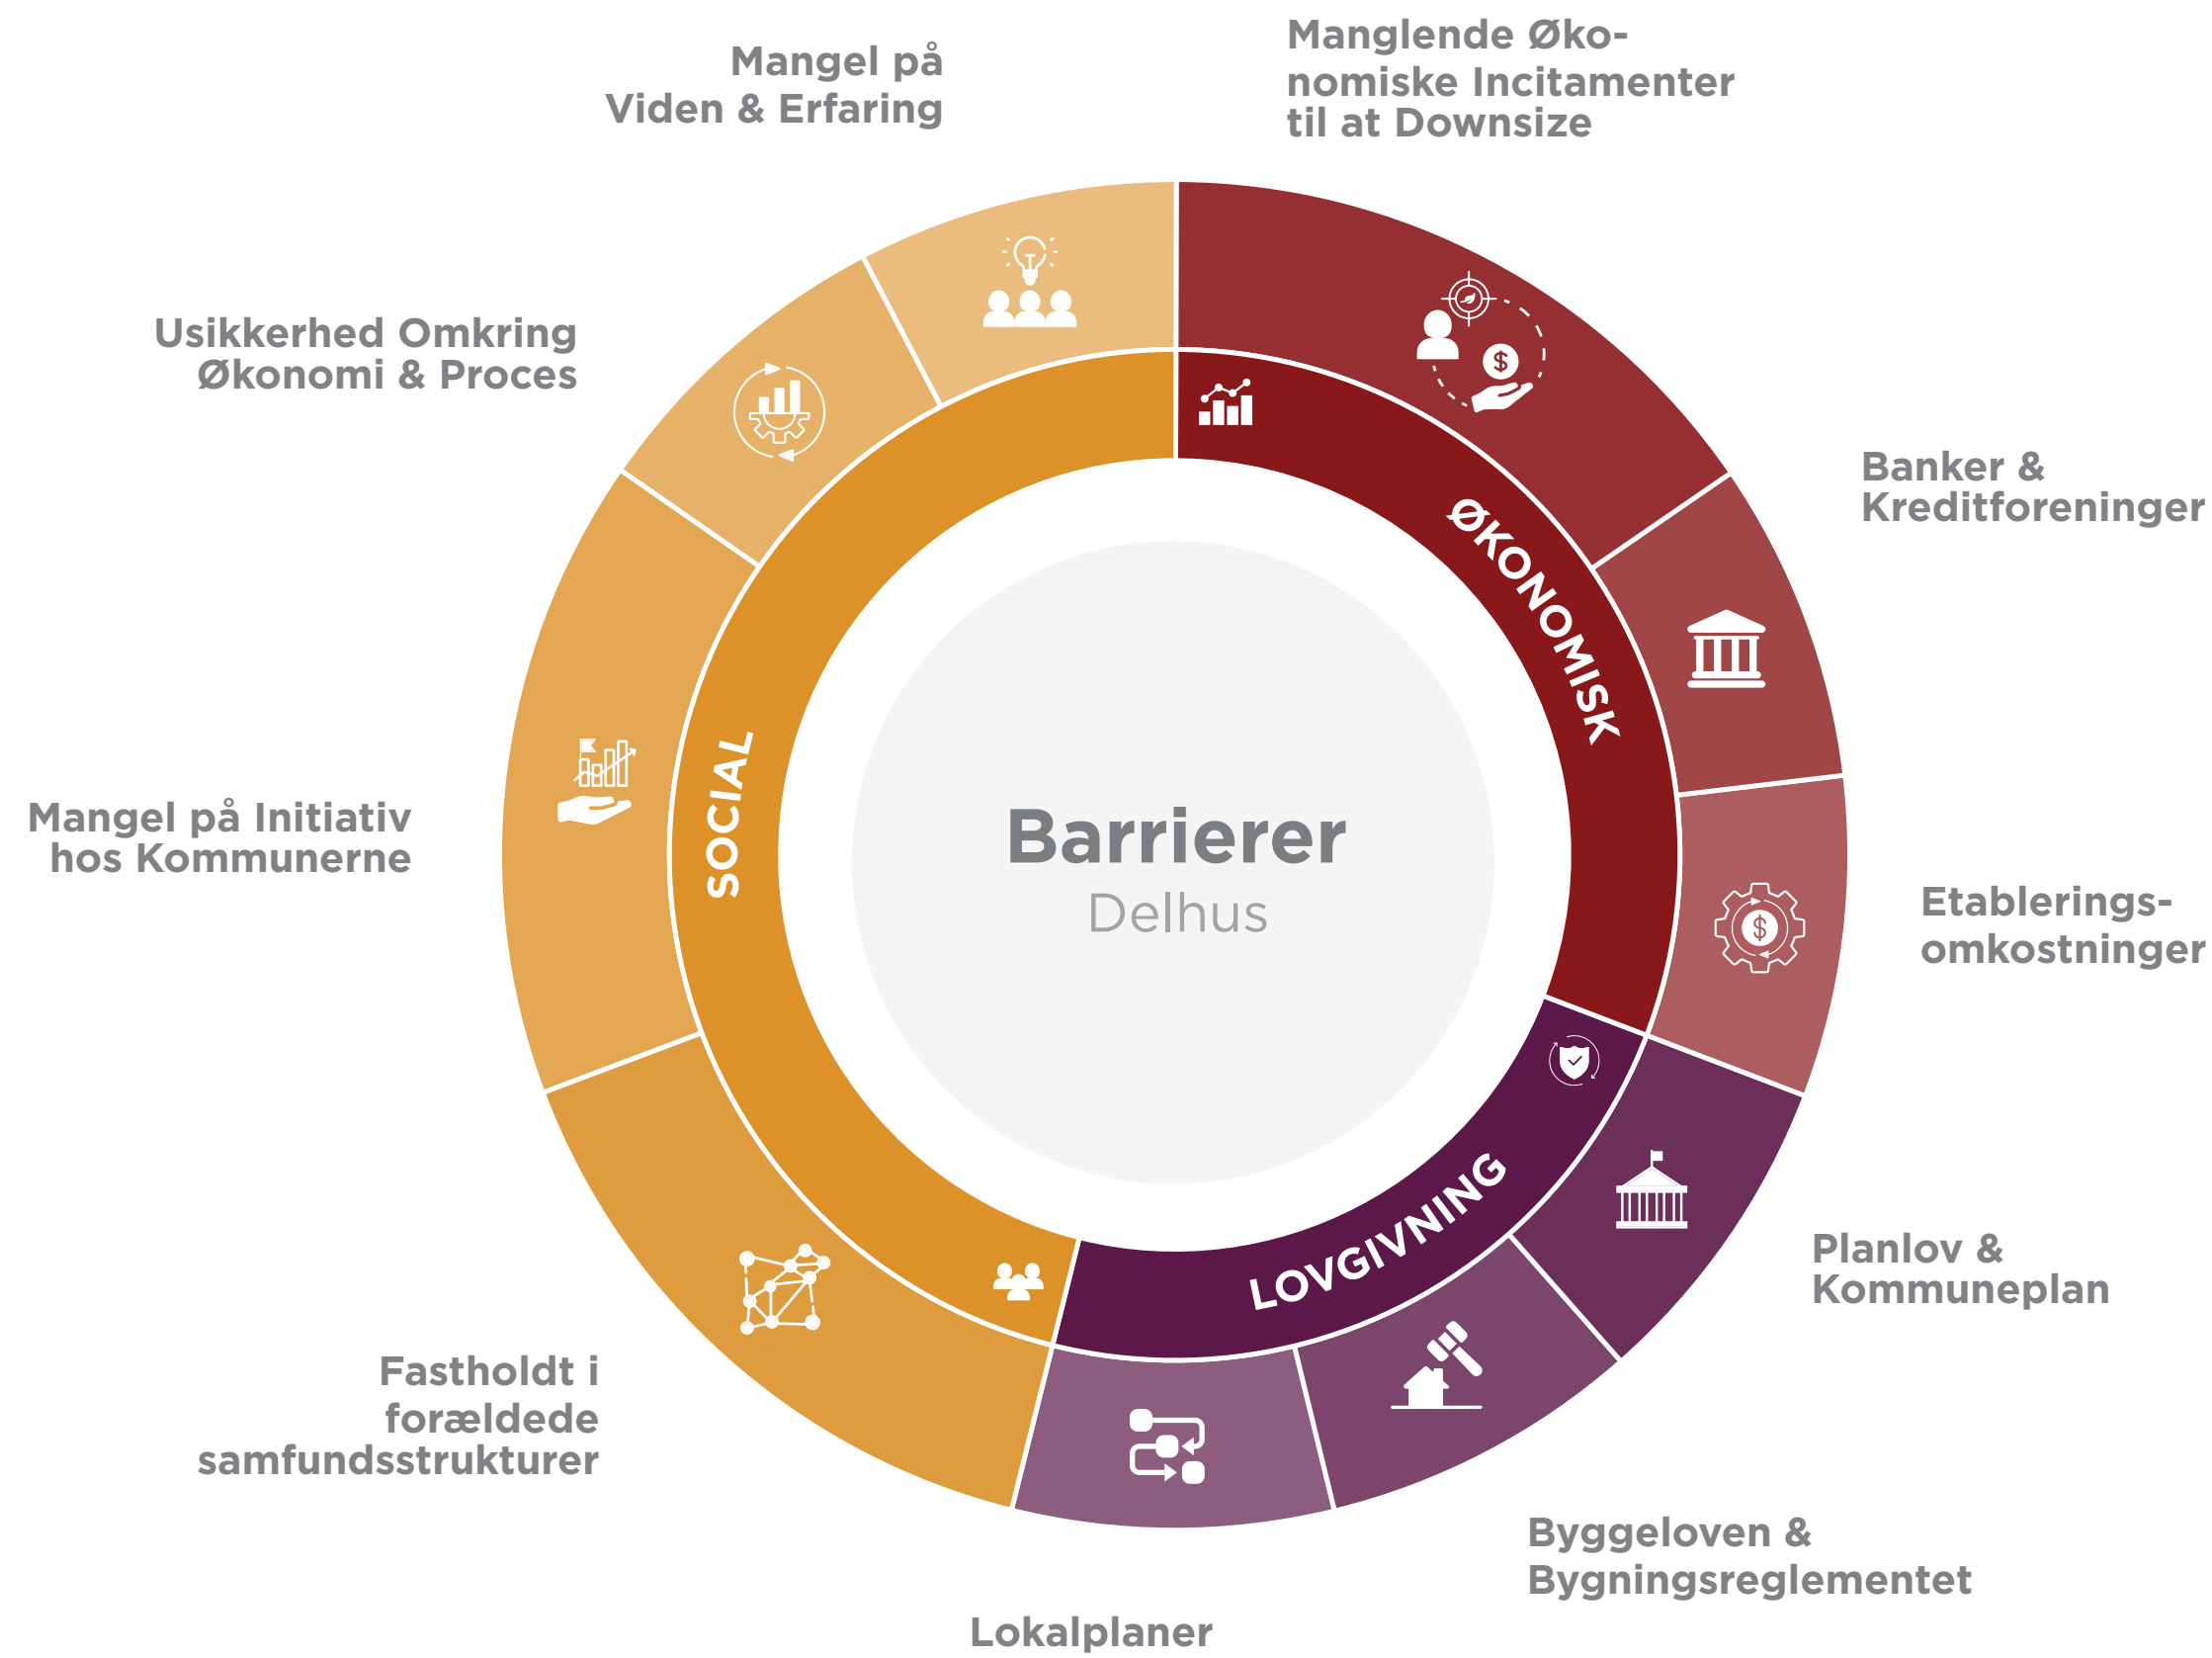 Barrierer
Delhus
ØKONOMISK
LOVGIVNING
SOCIAL
Manglende Øko-
nomiske Incitamenter
til at Downsize
Banker &
Kreditforeninger
Etablerings-
omkostninger
Planlov &
Kommuneplan
Byggeloven &
Bygningsreglementet
Lokalplaner
Fastholdt i
forældede
samfundsstrukturer
Mangel på Initiativ
hos Kommunerne
Usikkerhed Omkring
Økonomi & Proces
Mangel på
Viden & Erfaring
$
$